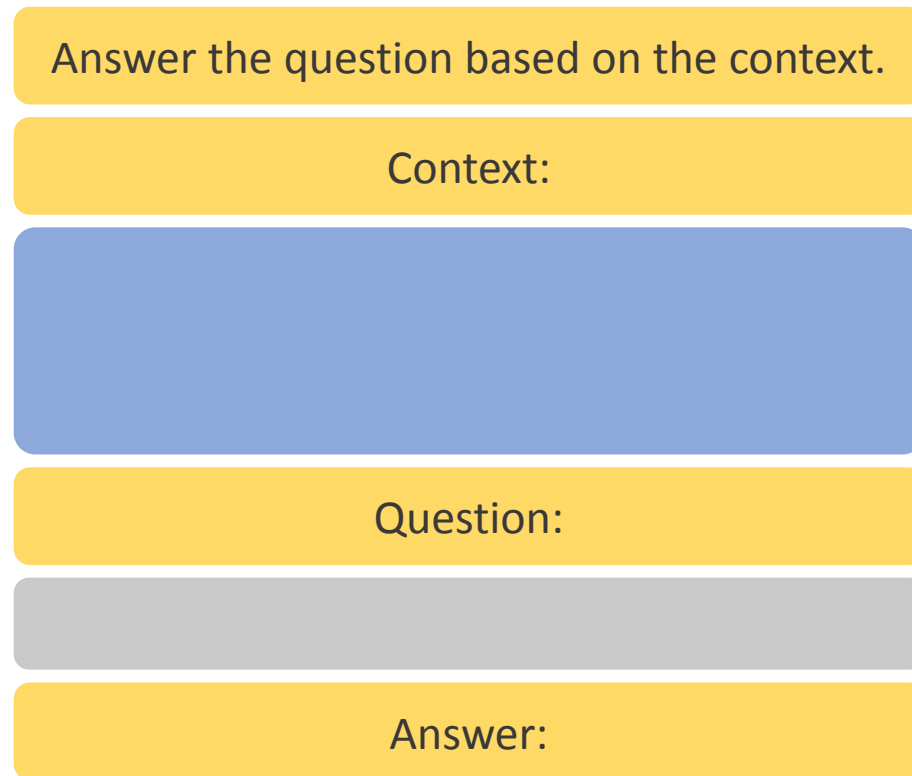 Answer the question based on the context.
Context:
Question:
Answer: